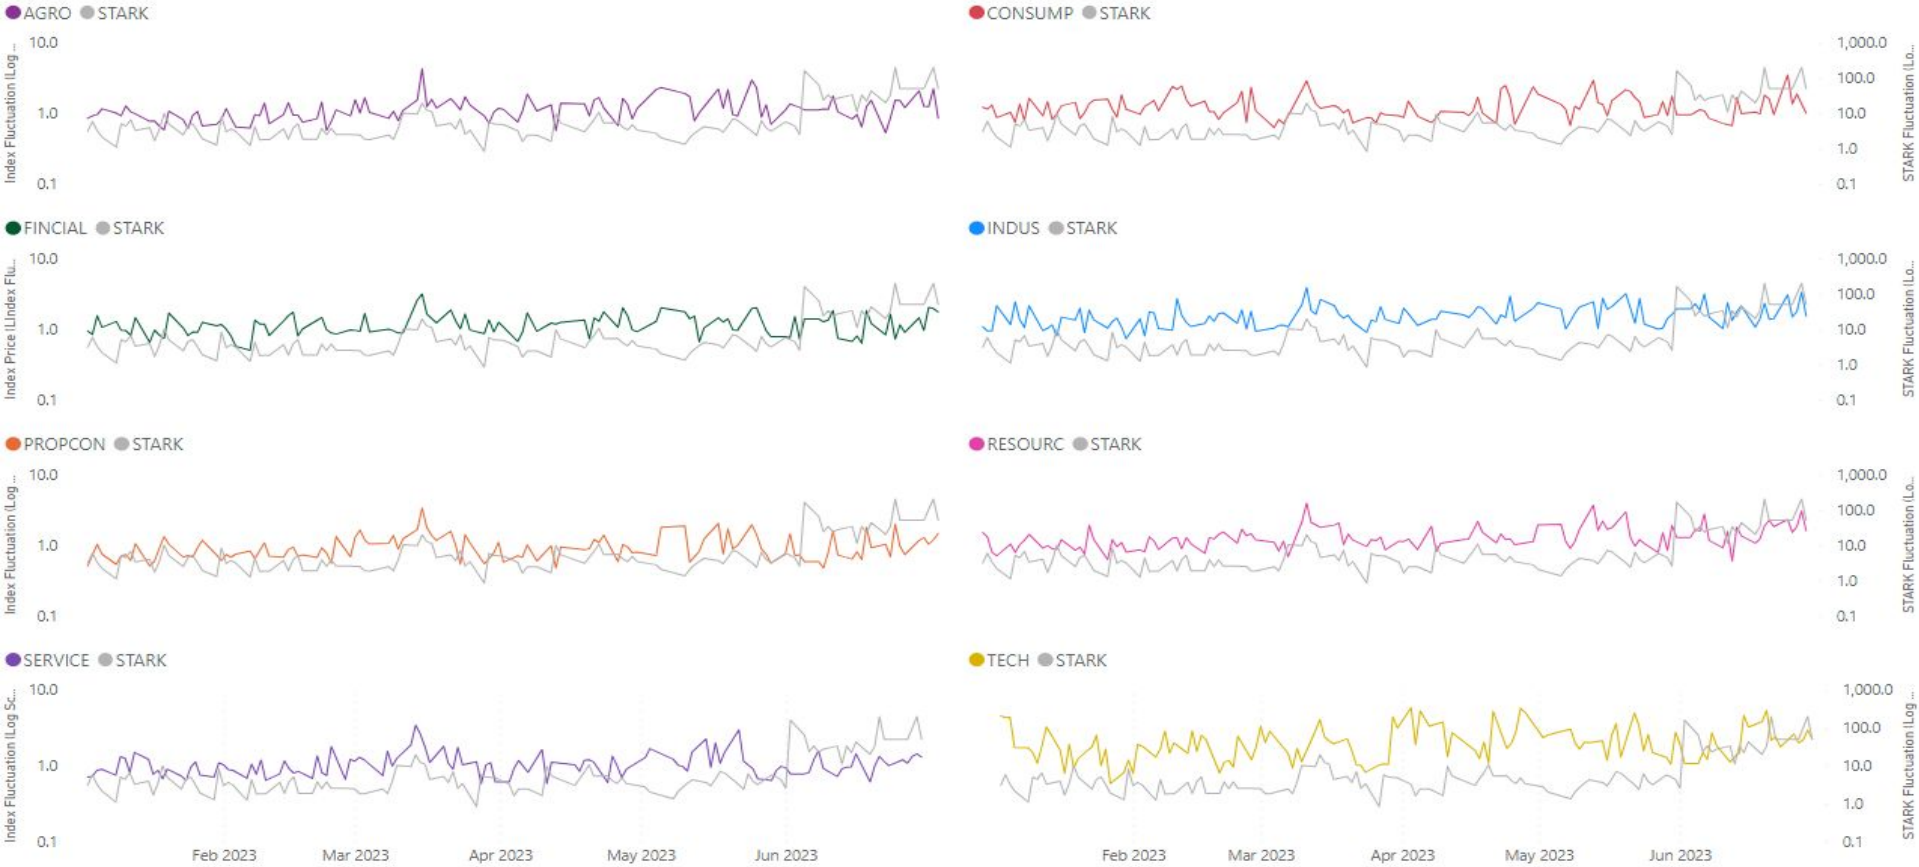 AGRO STARK
CONSUMP STARK
Index Fluctuation (Log ...
10.0
1.0
0.1
1,000.0
100.0
10.0
1.0
0.1
STARK Fluctuation (Lo...
FINCIAL STARK
INDUS STARK
Index Price (LIndex Flu...
10.0
1.0
0.1
1,000.0
100.0
10.0
1.0
0.1
STARK Fluctuation (Lo...
PROPCON STARK
RESOURC STARK
Index Fluctuation (Log ...
10.0
1.0
0.1
1,000.0
100.0
10.0
1.0
0.1
STARK Fluctuation (Lo...
SERVICE STARK
TECH STARK
Index Fluctuation (Log Sc...
10.0
1.0
0.1
1,000.0
100.0
10.0
1.0
0.1
STARK Fluctuation (Log ...
Feb 2023 Mar 2023 Apr 2023 May 2023 Jun 2023
Feb 2023 Mar 2023 Apr 2023 May 2023 Jun 2023